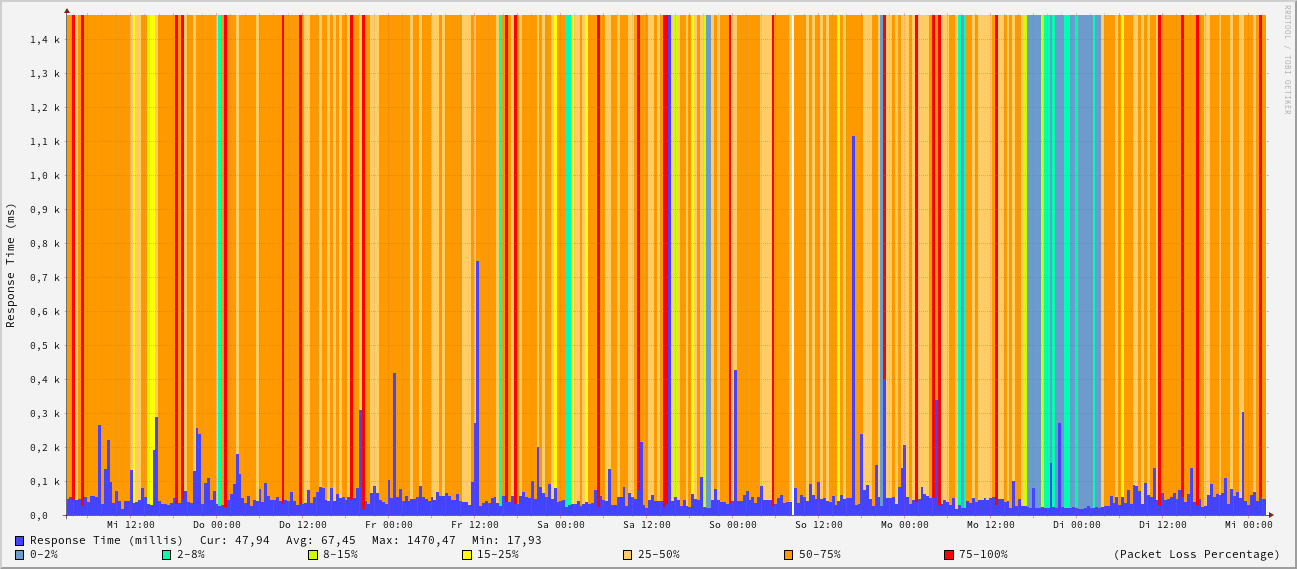 RRDTOOL / TOBI OETIKER
Response Time (ms)
1,4 k
1,3 k
1,2 k
1,1 k
1,0 k
0,9 k
0,8 k
0,7 k
0,6 k
0,5 k
0,4 k
0,3 k
0,2 k
0,1 k
0,0
Mi 12:00 Do 00:00 Do 12:00 Fr 00:00 Fr 12:00 Sa 00:00 Sa 12:00 So 00:00 So 12:00 Mo 00:00 Mo 12:00 Di 00:00 Di 12:00 Mi 00:00
Response Time (millis) Cur: 47,94 Avg: 67,45 Max: 1470,47 Min: 17,93
0-2% 2-8% 8-15% 15-25% 25-50% 50-75% 75-100% (Packet Loss Percentage)